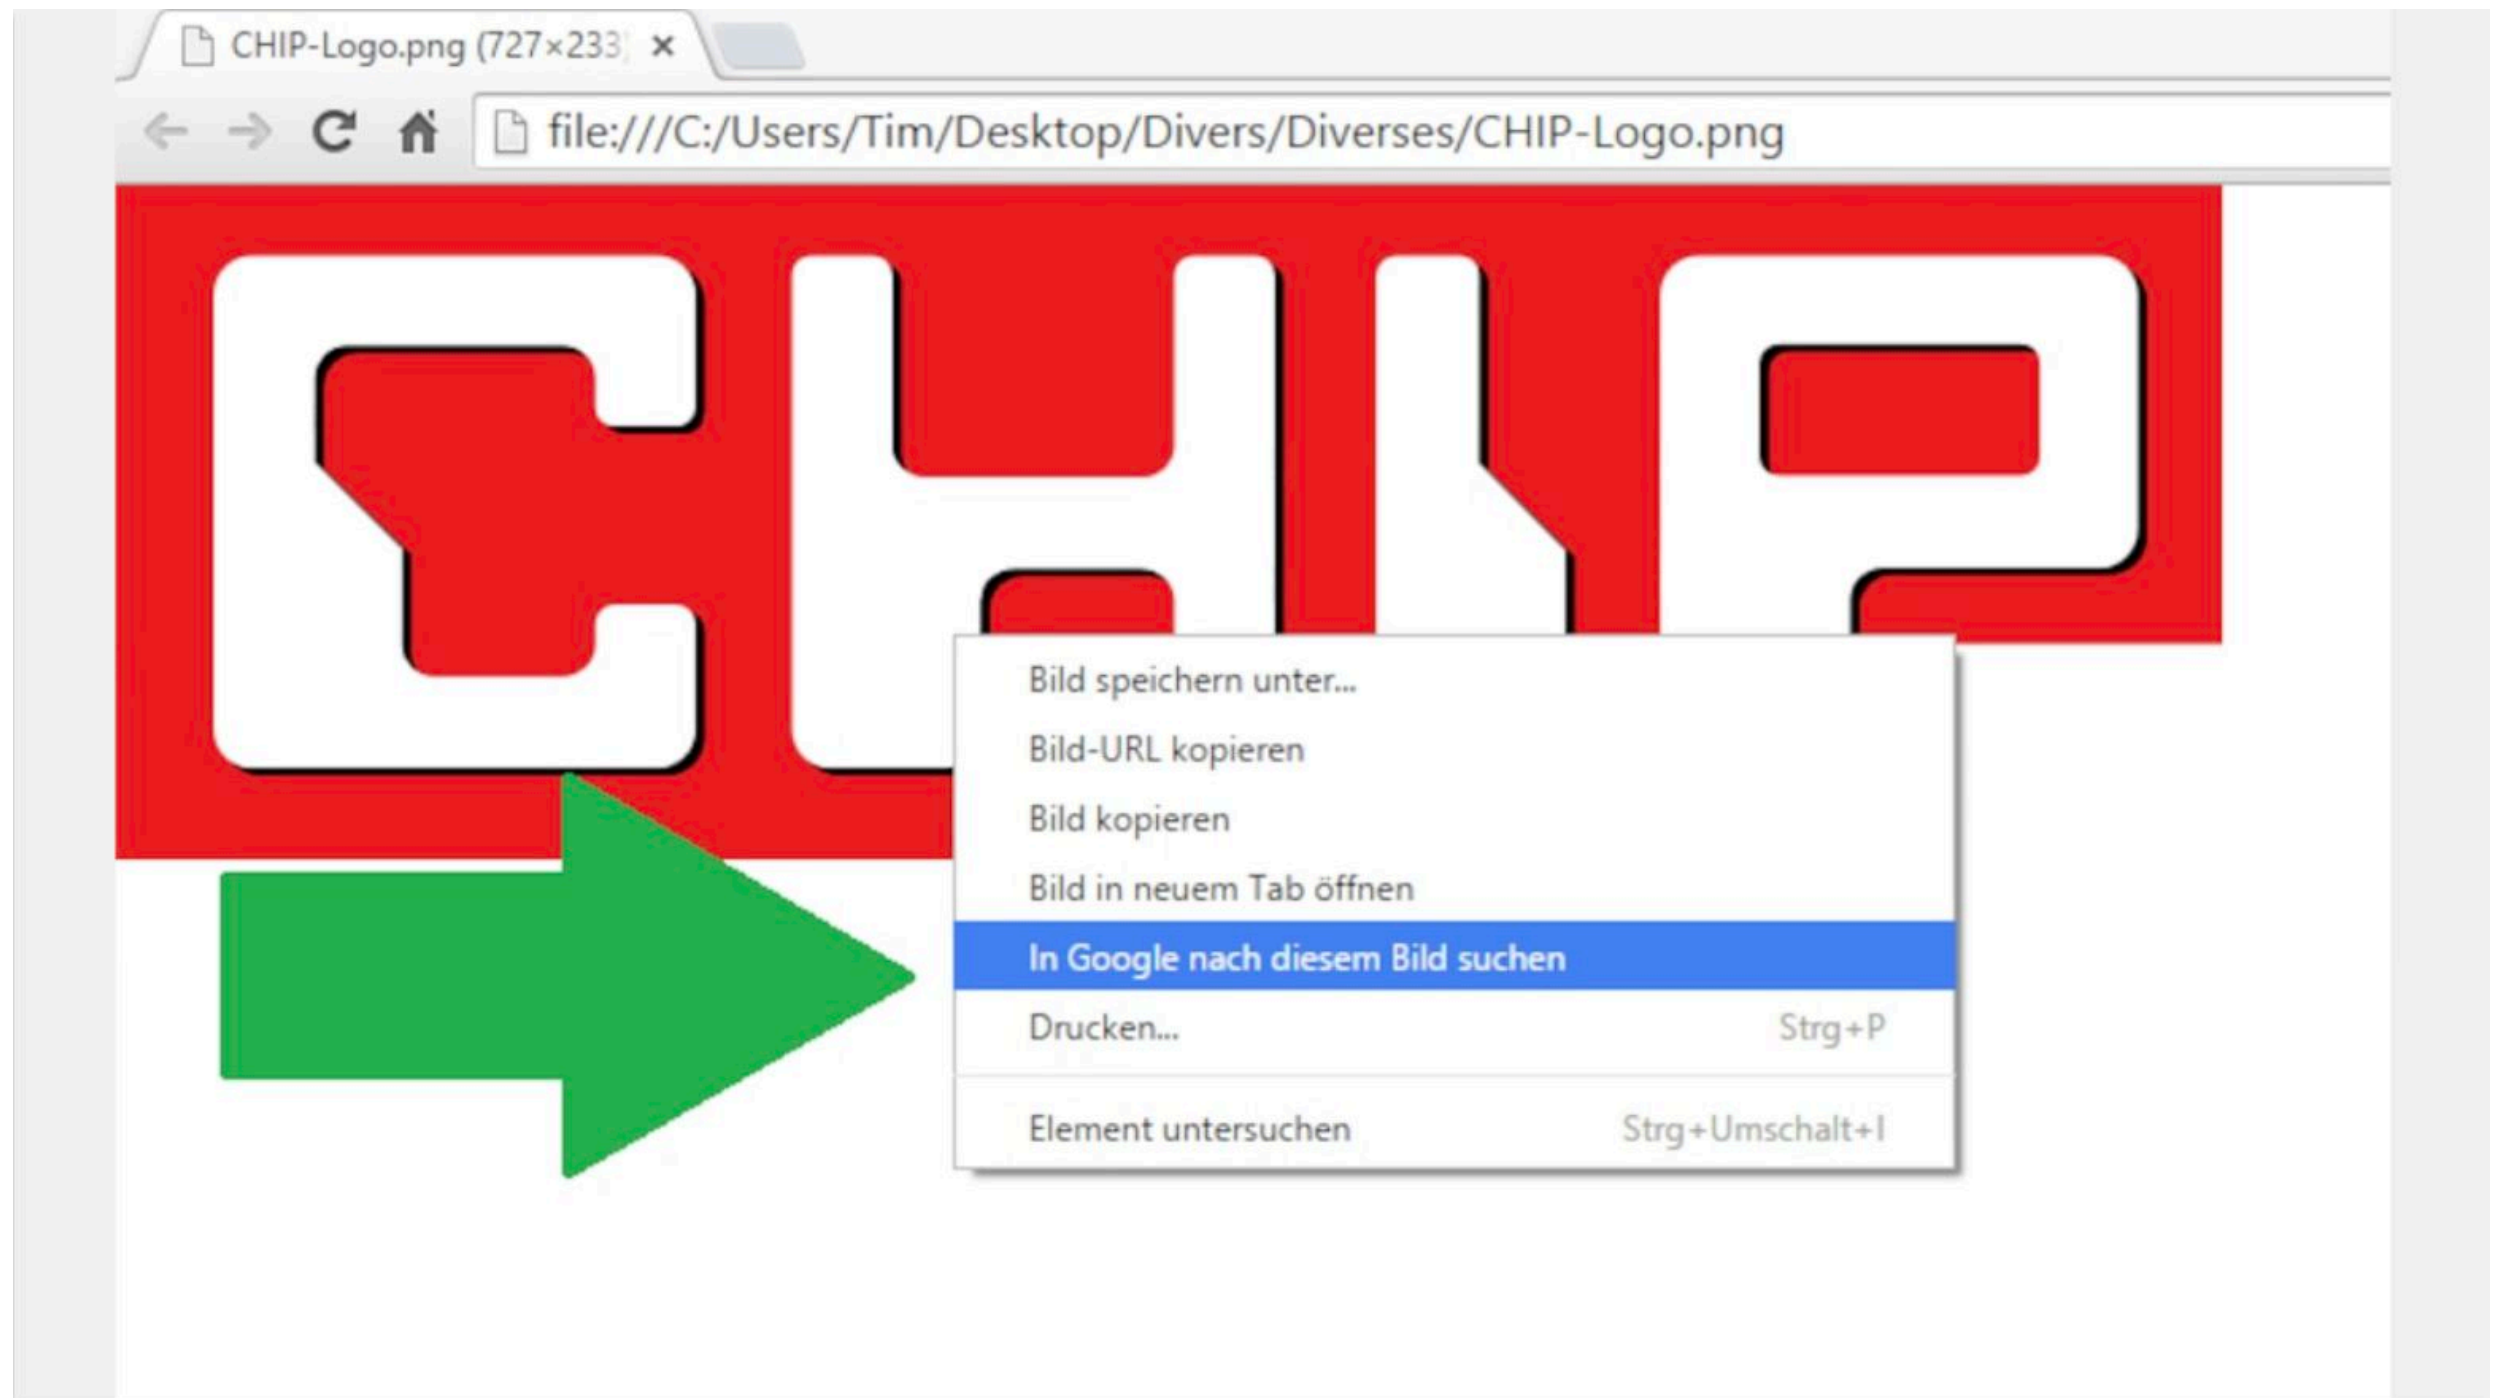 CHIP-Logo.png (727×233)
file:///C:/Users/Tim/Desktop/Divers/Diverses/CHIP-Logo.png
CHIP
Bild speichern unter...
Bild-URL kopieren
Bild kopieren
Bild in neuem Tab öffnen
In Google nach diesem Bild suchen
Drucken... Strg+P
Element untersuchen Strg+Umschalt+I